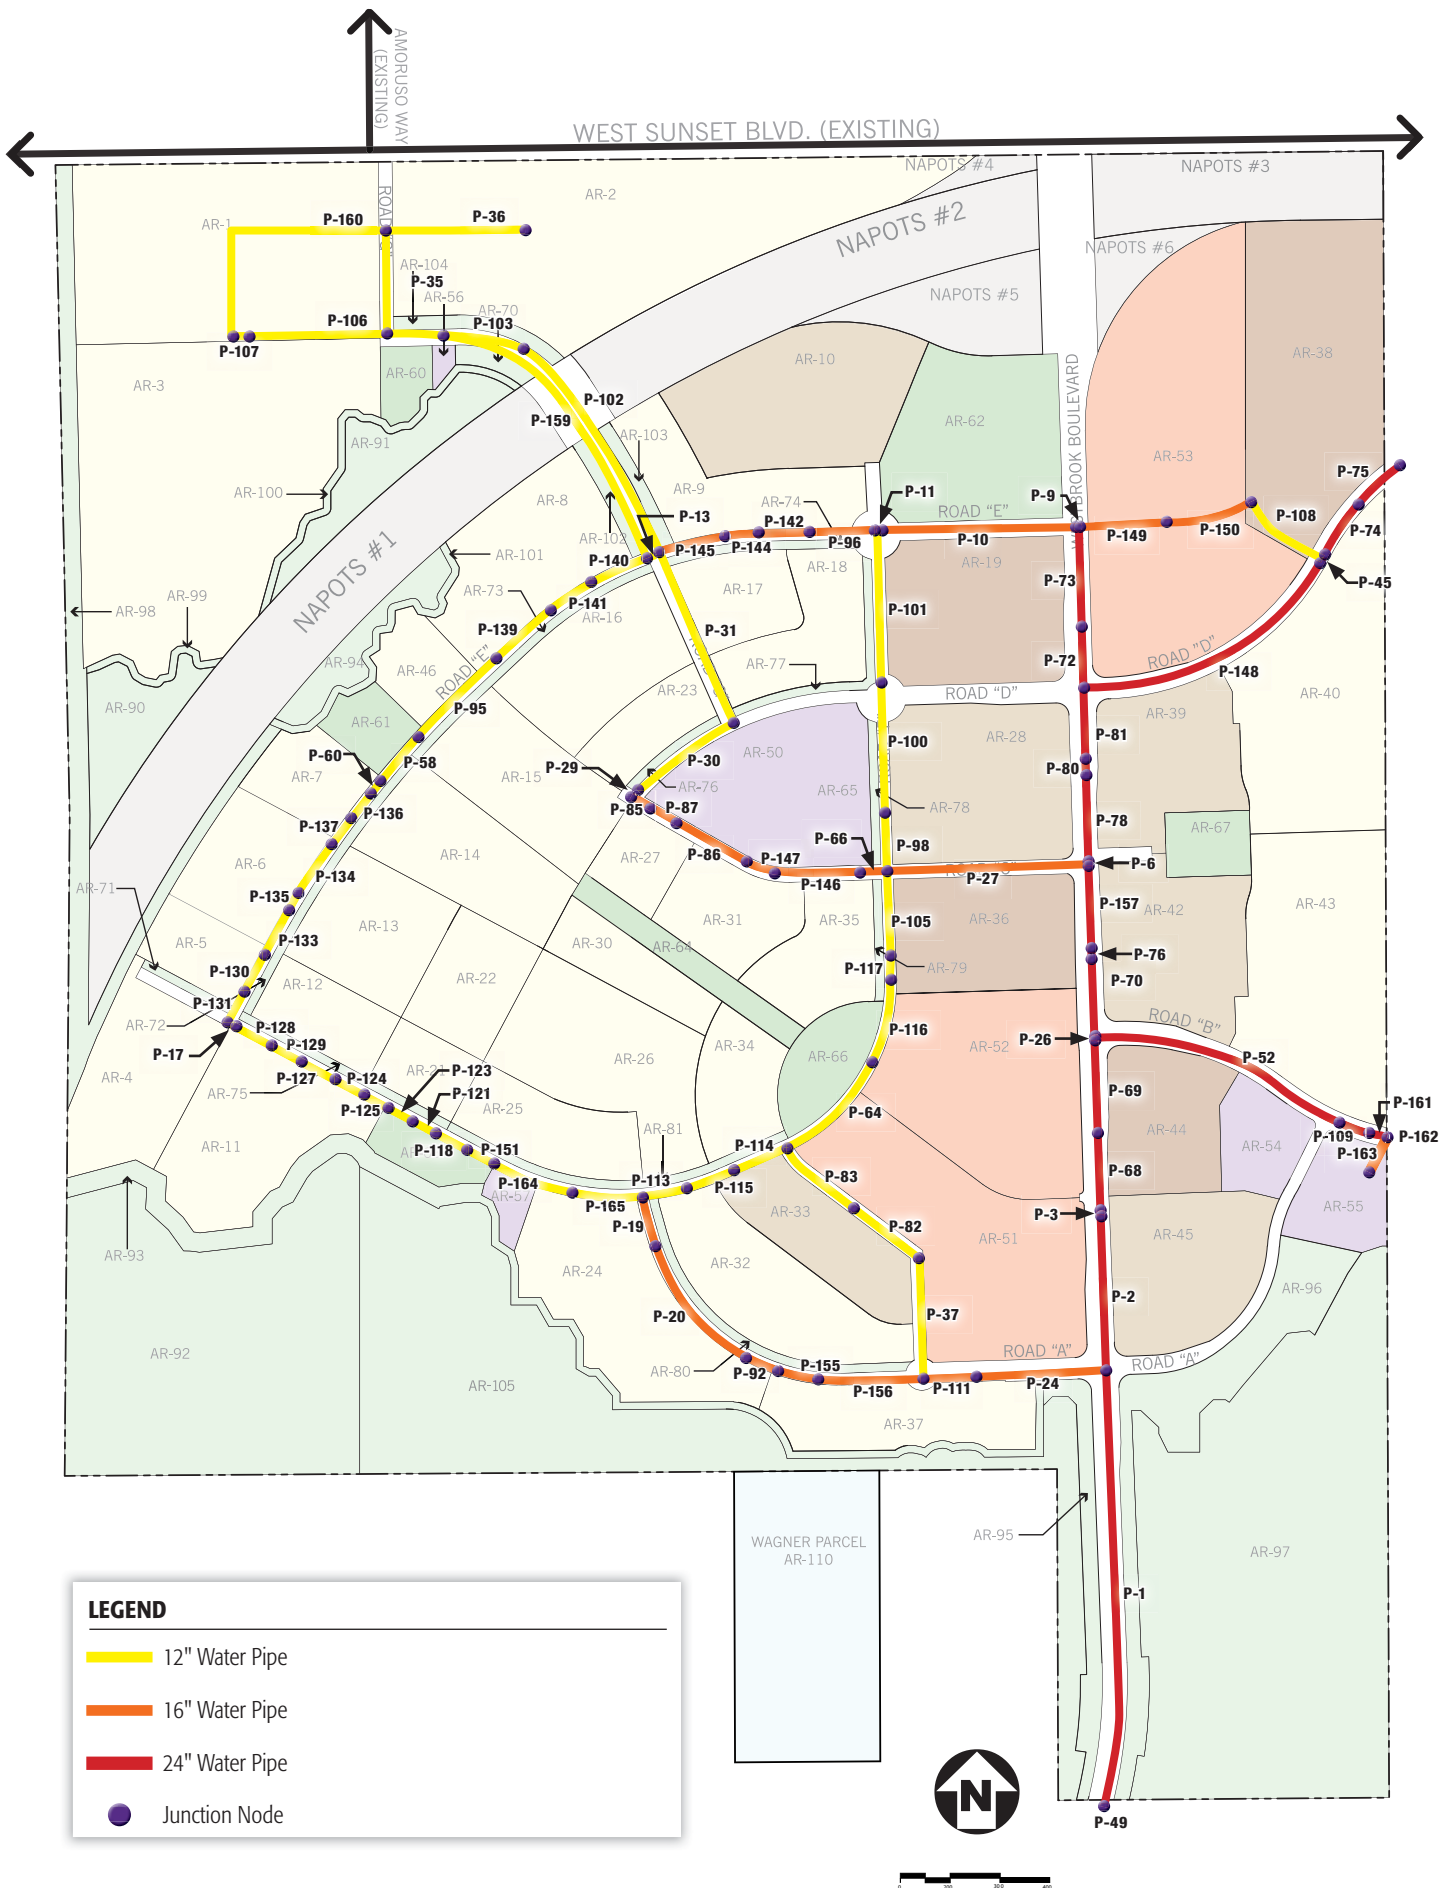 AMORUSO WAY
(EXISTING)
WEST SUNSET BLVD. (EXISTING)
NAPOTS #4
NAPOTS #3
AR-2
AR-1
P-160
P-36
NAPOTS #2
NAPOTS #6
AR-104
P-35
AR-56
AR-70
P-103
NAPOTS #5
P-106
P-107
AR-3
AR-60
AR-10
AR-38
WESTBROOK BOULEVARD
P-102
P-159
AR-62
AR-91
AR-103
AR-53
P-75
AR-100
AR-8
AR-9
AR-74
P-11
P-9
ROAD "E"
P-108
P-74
AR-102
P-13
P-142
P-96
P-10
P-149
P-150
NAPOTS #1
AR-101
P-140
P-145
P-144
AR-18
AR-19
P-73
P-45
AR-99
AR-98
AR-73
P-141
AR-16
AR-17
P-101
P-139
P-31
AR-94
AR-46
ROAD "E"
AR-77
P-72
ROAD "D"
P-148
AR-23
ROAD "D"
AR-40
AR-90
AR-61
P-95
AR-39
P-60
P-58
P-30
AR-50
P-100
AR-28
P-81
AR-7
AR-15
P-29
AR-76
AR-65
P-80
P-85
P-87
AR-78
P-136
P-137
P-78
AR-67
AR-6
P-134
AR-14
AR-27
P-86
P-147
P-66
P-98
ROAD "C"
P-6
AR-71
P-135
P-146
P-27
AR-5
P-133
AR-13
AR-30
AR-31
AR-64
AR-35
P-105
AR-36
P-157
AR-42
AR-43
P-130
AR-12
AR-22
P-117
AR-79
P-76
P-70
P-131
AR-72
P-128
P-129
P-17
AR-34
P-116
AR-52
P-26
ROAD "B"
P-52
AR-4
AR-75
P-127
P-124
AR-21
P-123
AR-26
AR-66
P-125
P-121
AR-25
P-64
P-69
P-161
AR-11
P-118
P-151
AR-81
P-114
AR-44
AR-54
P-109
P-162
P-163
P-164
AR-57
P-113
P-115
P-83
P-68
P-165
P-19
AR-33
P-82
P-3
AR-55
AR-93
AR-24
AR-32
AR-51
AR-45
AR-96
P-20
P-37
P-2
AR-92
AR-105
AR-80
P-92
P-155
ROAD "A"
ROAD "A"
P-156
P-111
P-24
AR-37
AR-95
WAGNER PARCEL
AR-110
AR-97
P-1
P-49
LEGEND
12" Water Pipe
16" Water Pipe
24" Water Pipe
Junction Node
N